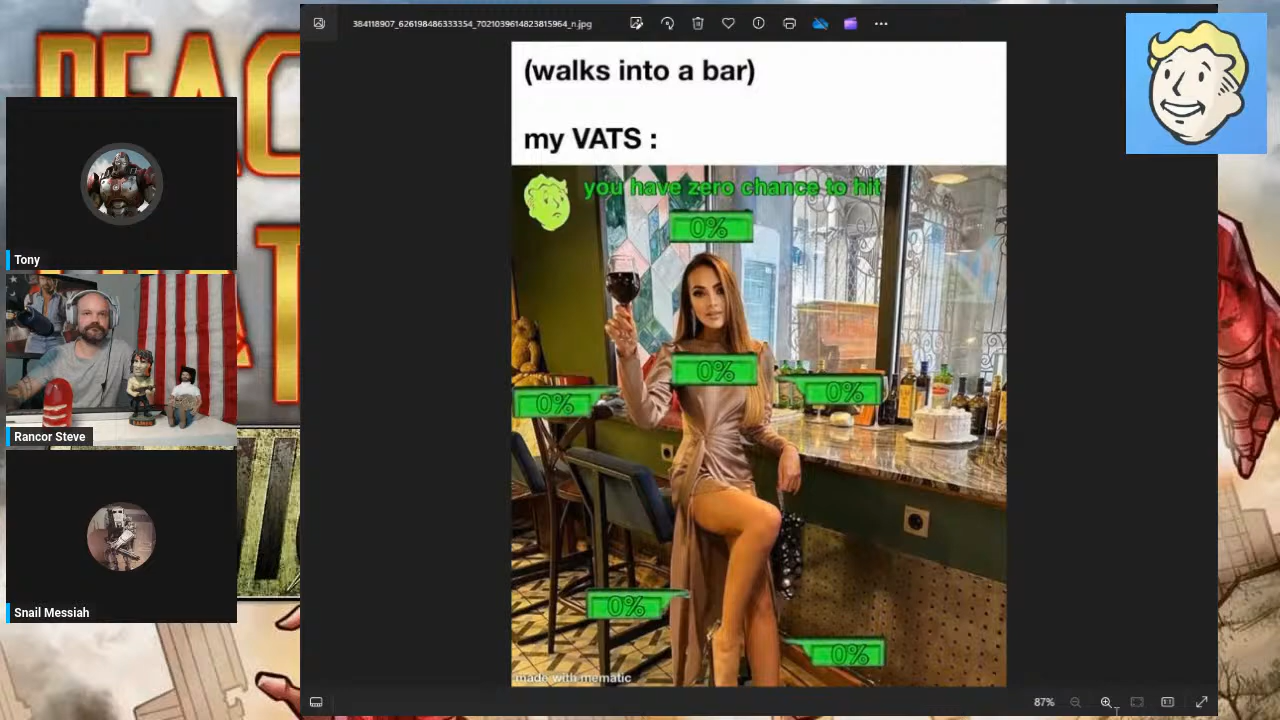 384118907_626198486333354_7021039614823815964_n.jpg
(walks into a bar)
my VATS :
you have zero chance to hit
0%
0%
0%
0%
0%
0%
made with mematic
Tony
Rancor Steve
Snail Messiah
87%